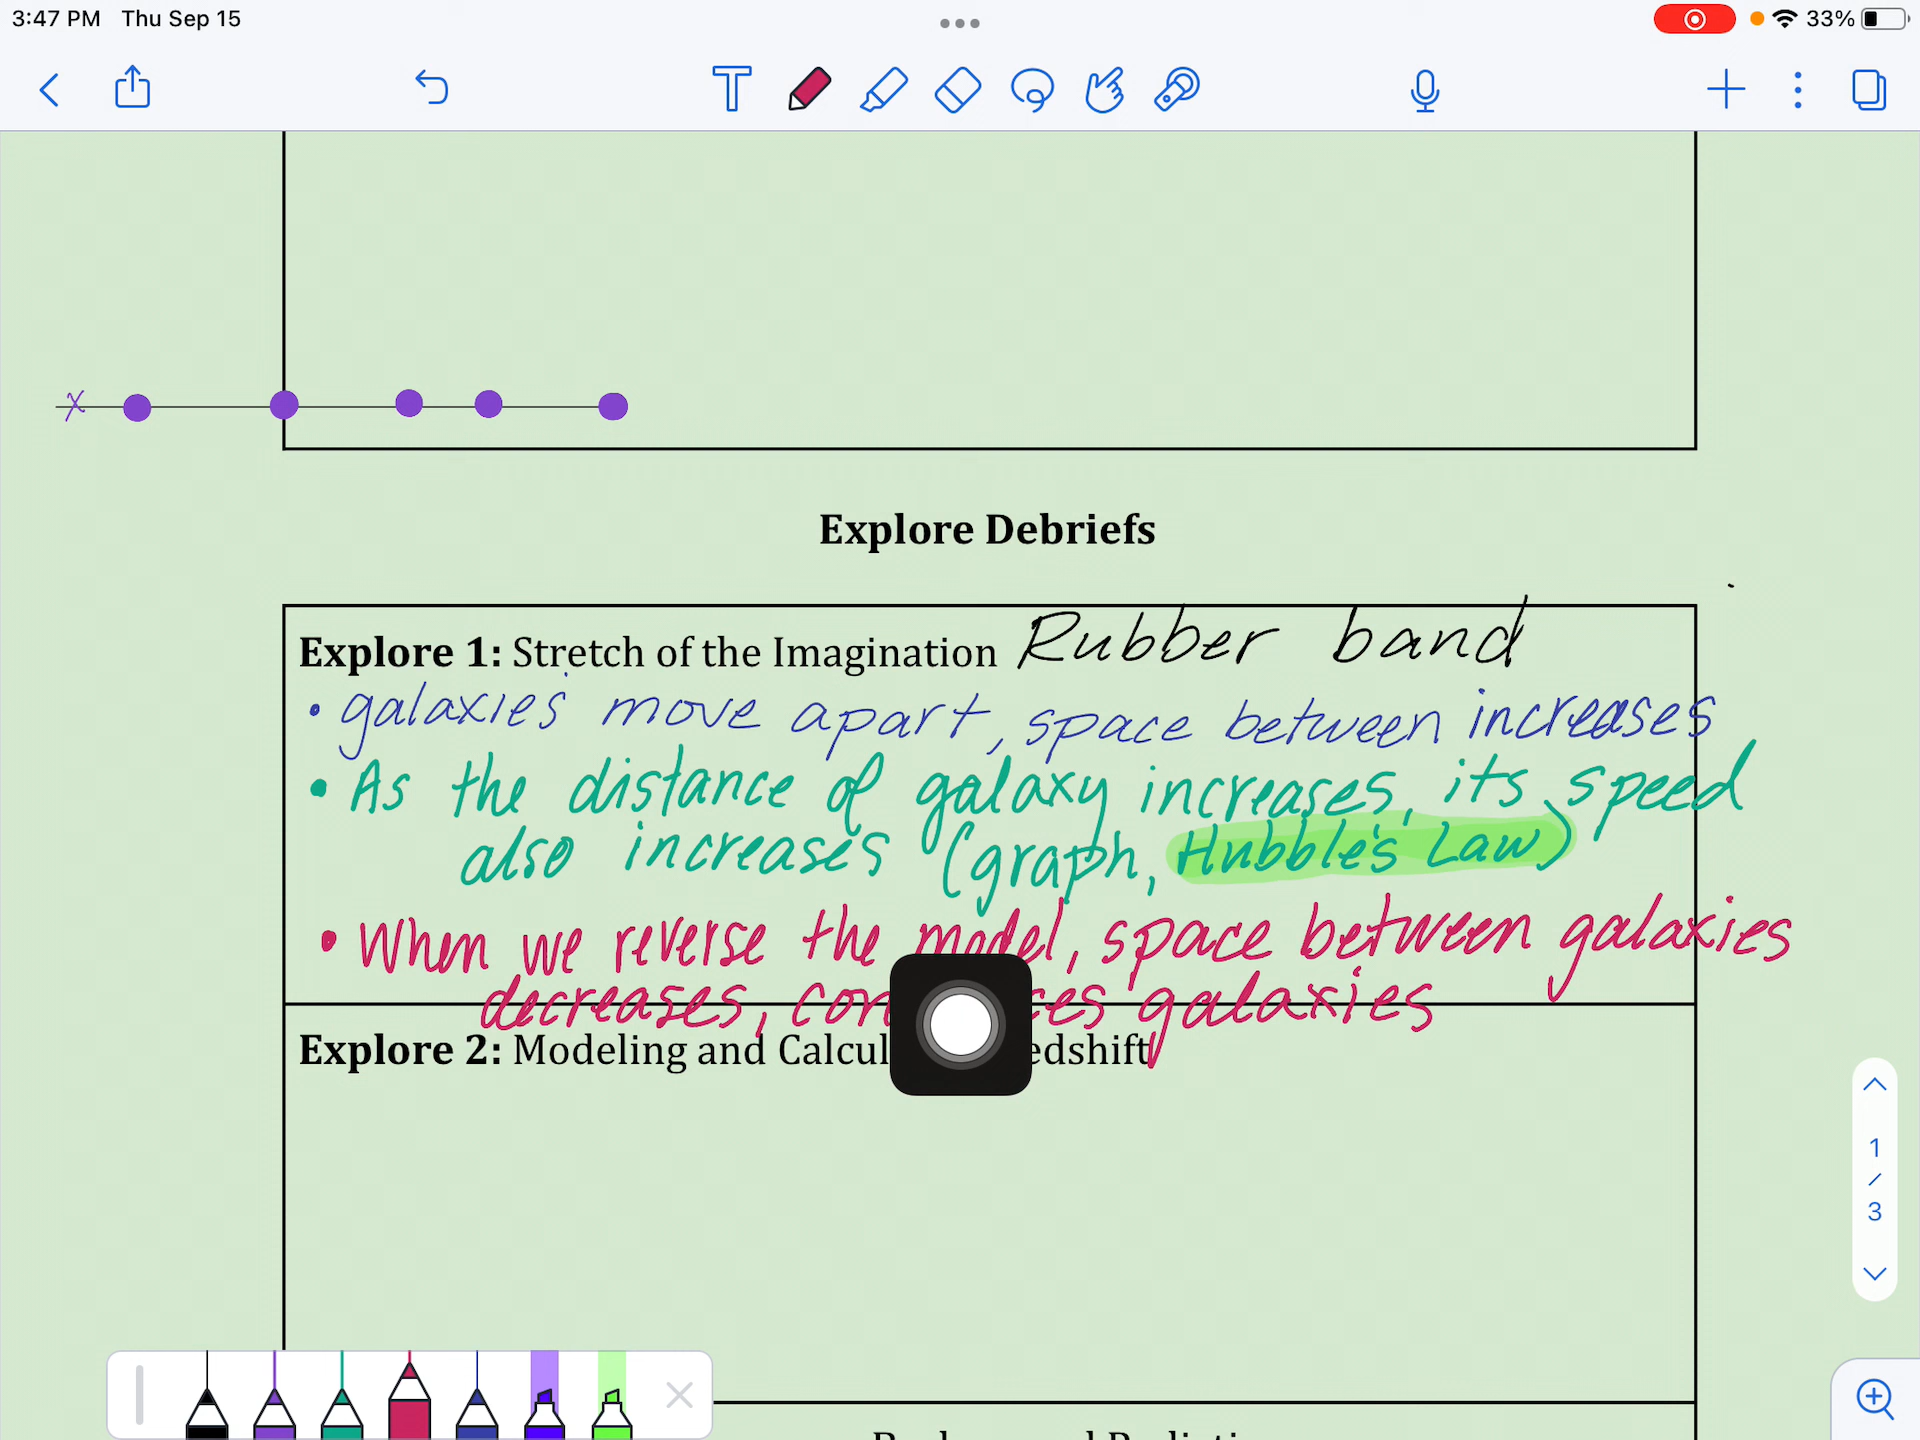 3:47 PM Thu Sep 15
33%
x
Explore Debriefs
Explore 1: Stretch of the Imagination Rubber band
• galaxies move apart, space between increases
• As the distance of galaxy increases, its speed
also increases (graph, Hubble's Law)
• When we reverse the model, space between galaxies
decreases, galaxies
Explore 2: Modeling and
1
/
3